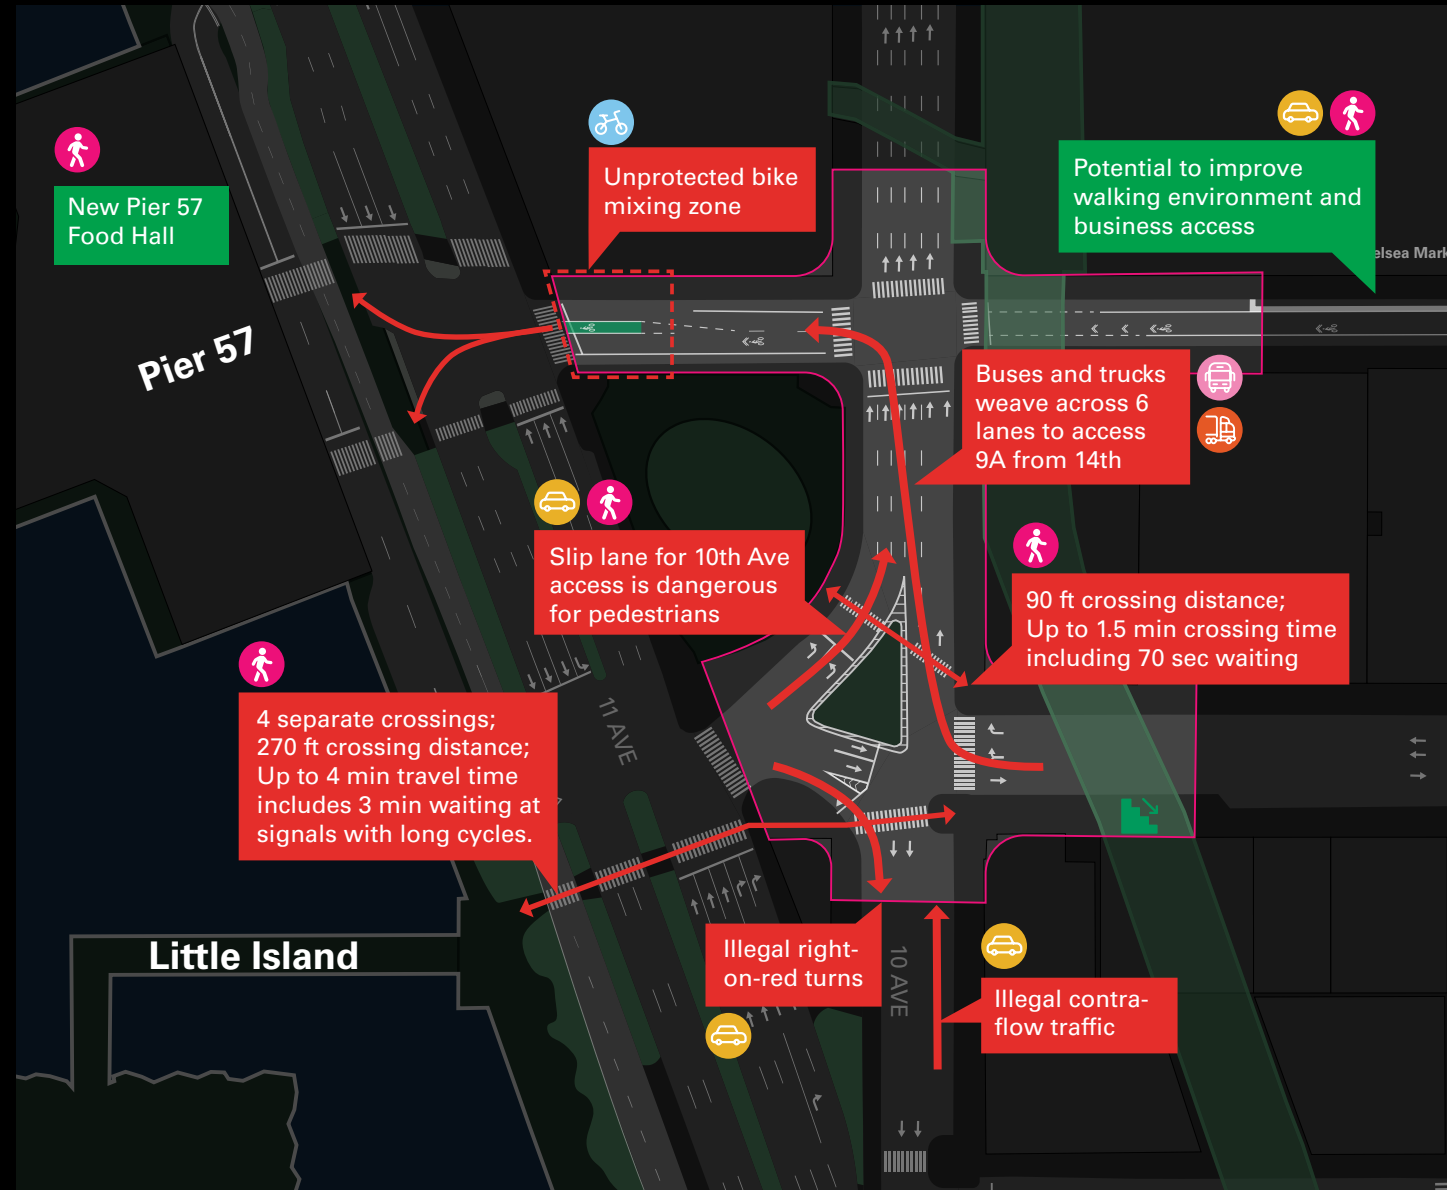 New Pier 57
Food Hall
Unprotected bike
mixing zone
Potential to improve
walking environment and
business access
elsea Mark
Pier 57
Buses and trucks
weave across 6
lanes to access
9A from 14th
Slip lane for 10th Ave
access is dangerous
for pedestrians
90 ft crossing distance;
Up to 1.5 min crossing time
including 70 sec waiting
4 separate crossings;
270 ft crossing distance;
Up to 4 min travel time
includes 3 min waiting at
signals with long cycles.
11 AVE
Little Island
Illegal right-
on-red turns
10 AVE
Illegal contra-
flow traffic